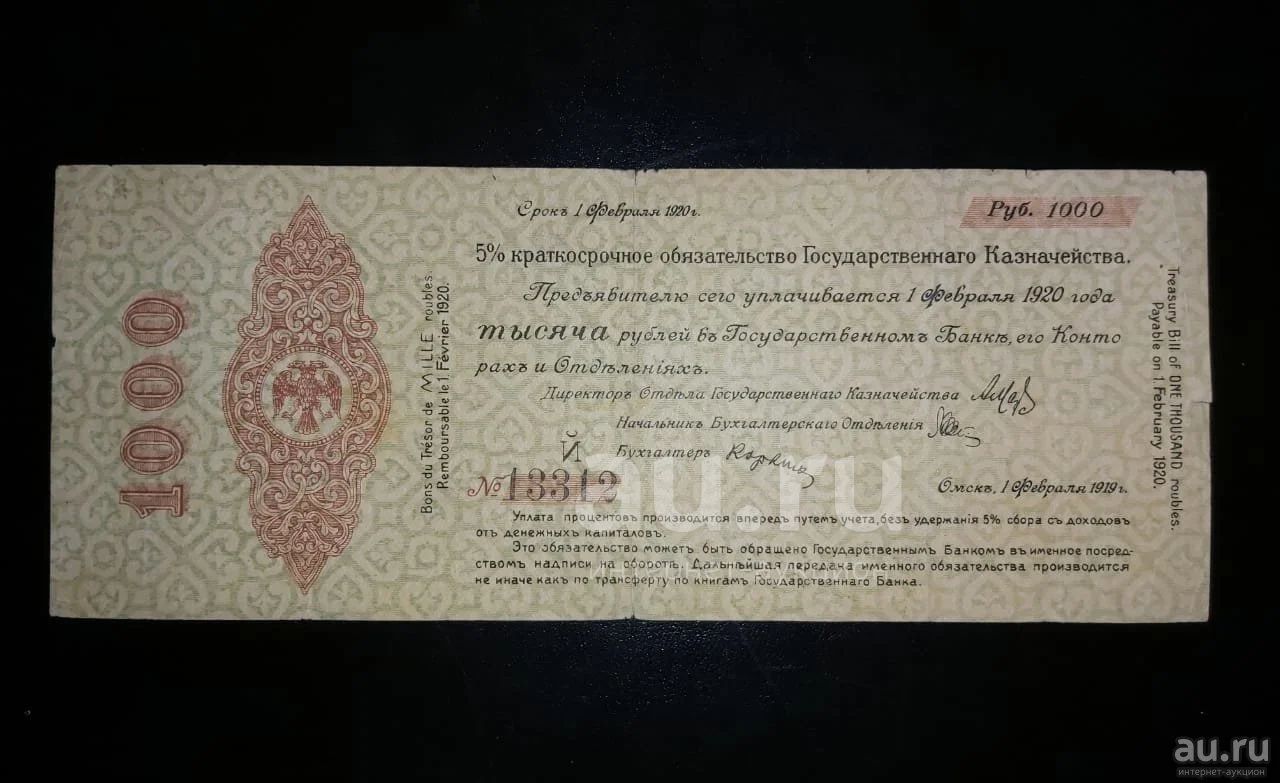 1000
Bons du Trésor de MILLE roubles
Remboursable le 1 Février 1920.
Срокъ 1 Февраля 1920 г.
Руб. 1000
5% краткосрочное обязательство Государственнаго Казначейства.
Предъявителю сего уплачивается 1 Февраля 1920 года
тысяча рублей въ Государственномъ Банкѣ, его Конто
рахъ и Отдѣленіяхъ.
Директоръ Отдѣла Государственнаго Казначейства
Начальникъ Бухгалтерскаго Отдѣленія
Бухгалтеръ
Й
№ 13312
Омскъ, 1 Февраля 1919 г.
Уплата процентовъ производится впередъ путемъ учета, безъ удержанія 5% сбора съ доходовъ
отъ денежныхъ капиталовъ.
Это обязательство можетъ быть обращено Государственнымъ Банкомъ въ именное посред-
ствомъ надписи на оборотѣ. Дальнѣйшая передача именного обязательства производится
не иначе какъ по трансферту по книгамъ Государственнаго Банка.
Treasury Bill of ONE THOUSAND roubles.
Payable on 1 February 1920.
au.ru
интернет-аукцион
au.ru
интернет-аукцион